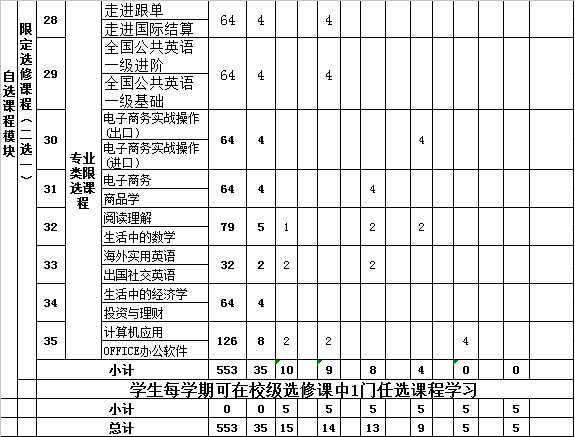 自选课程模块
限定选修课程（二选一）
专业类限选课程
28 走进跟单 64 4 4
走进国际结算
29 全国公共英语一级进阶 64 4 4
全国公共英语一级基础
30 电子商务实战操作(出口) 64 4 4
电子商务实战操作(进口)
31 电子商务 64 4 4
商品学
32 阅读理解 79 5 1 2 2
生活中的数学
33 海外实用英语 32 2 2 2
出国社交英语
34 生活中的经济学 64 4
投资与理财
35 计算机应用 126 8 2 2 4
OFFICE办公软件
小计 553 35 10 9 8 4 0 0
学生每学期可在校级选修课中1门任选课程学习
小计 0 0 5 5 5 5 5 5
总计 553 35 15 14 13 9 5 5